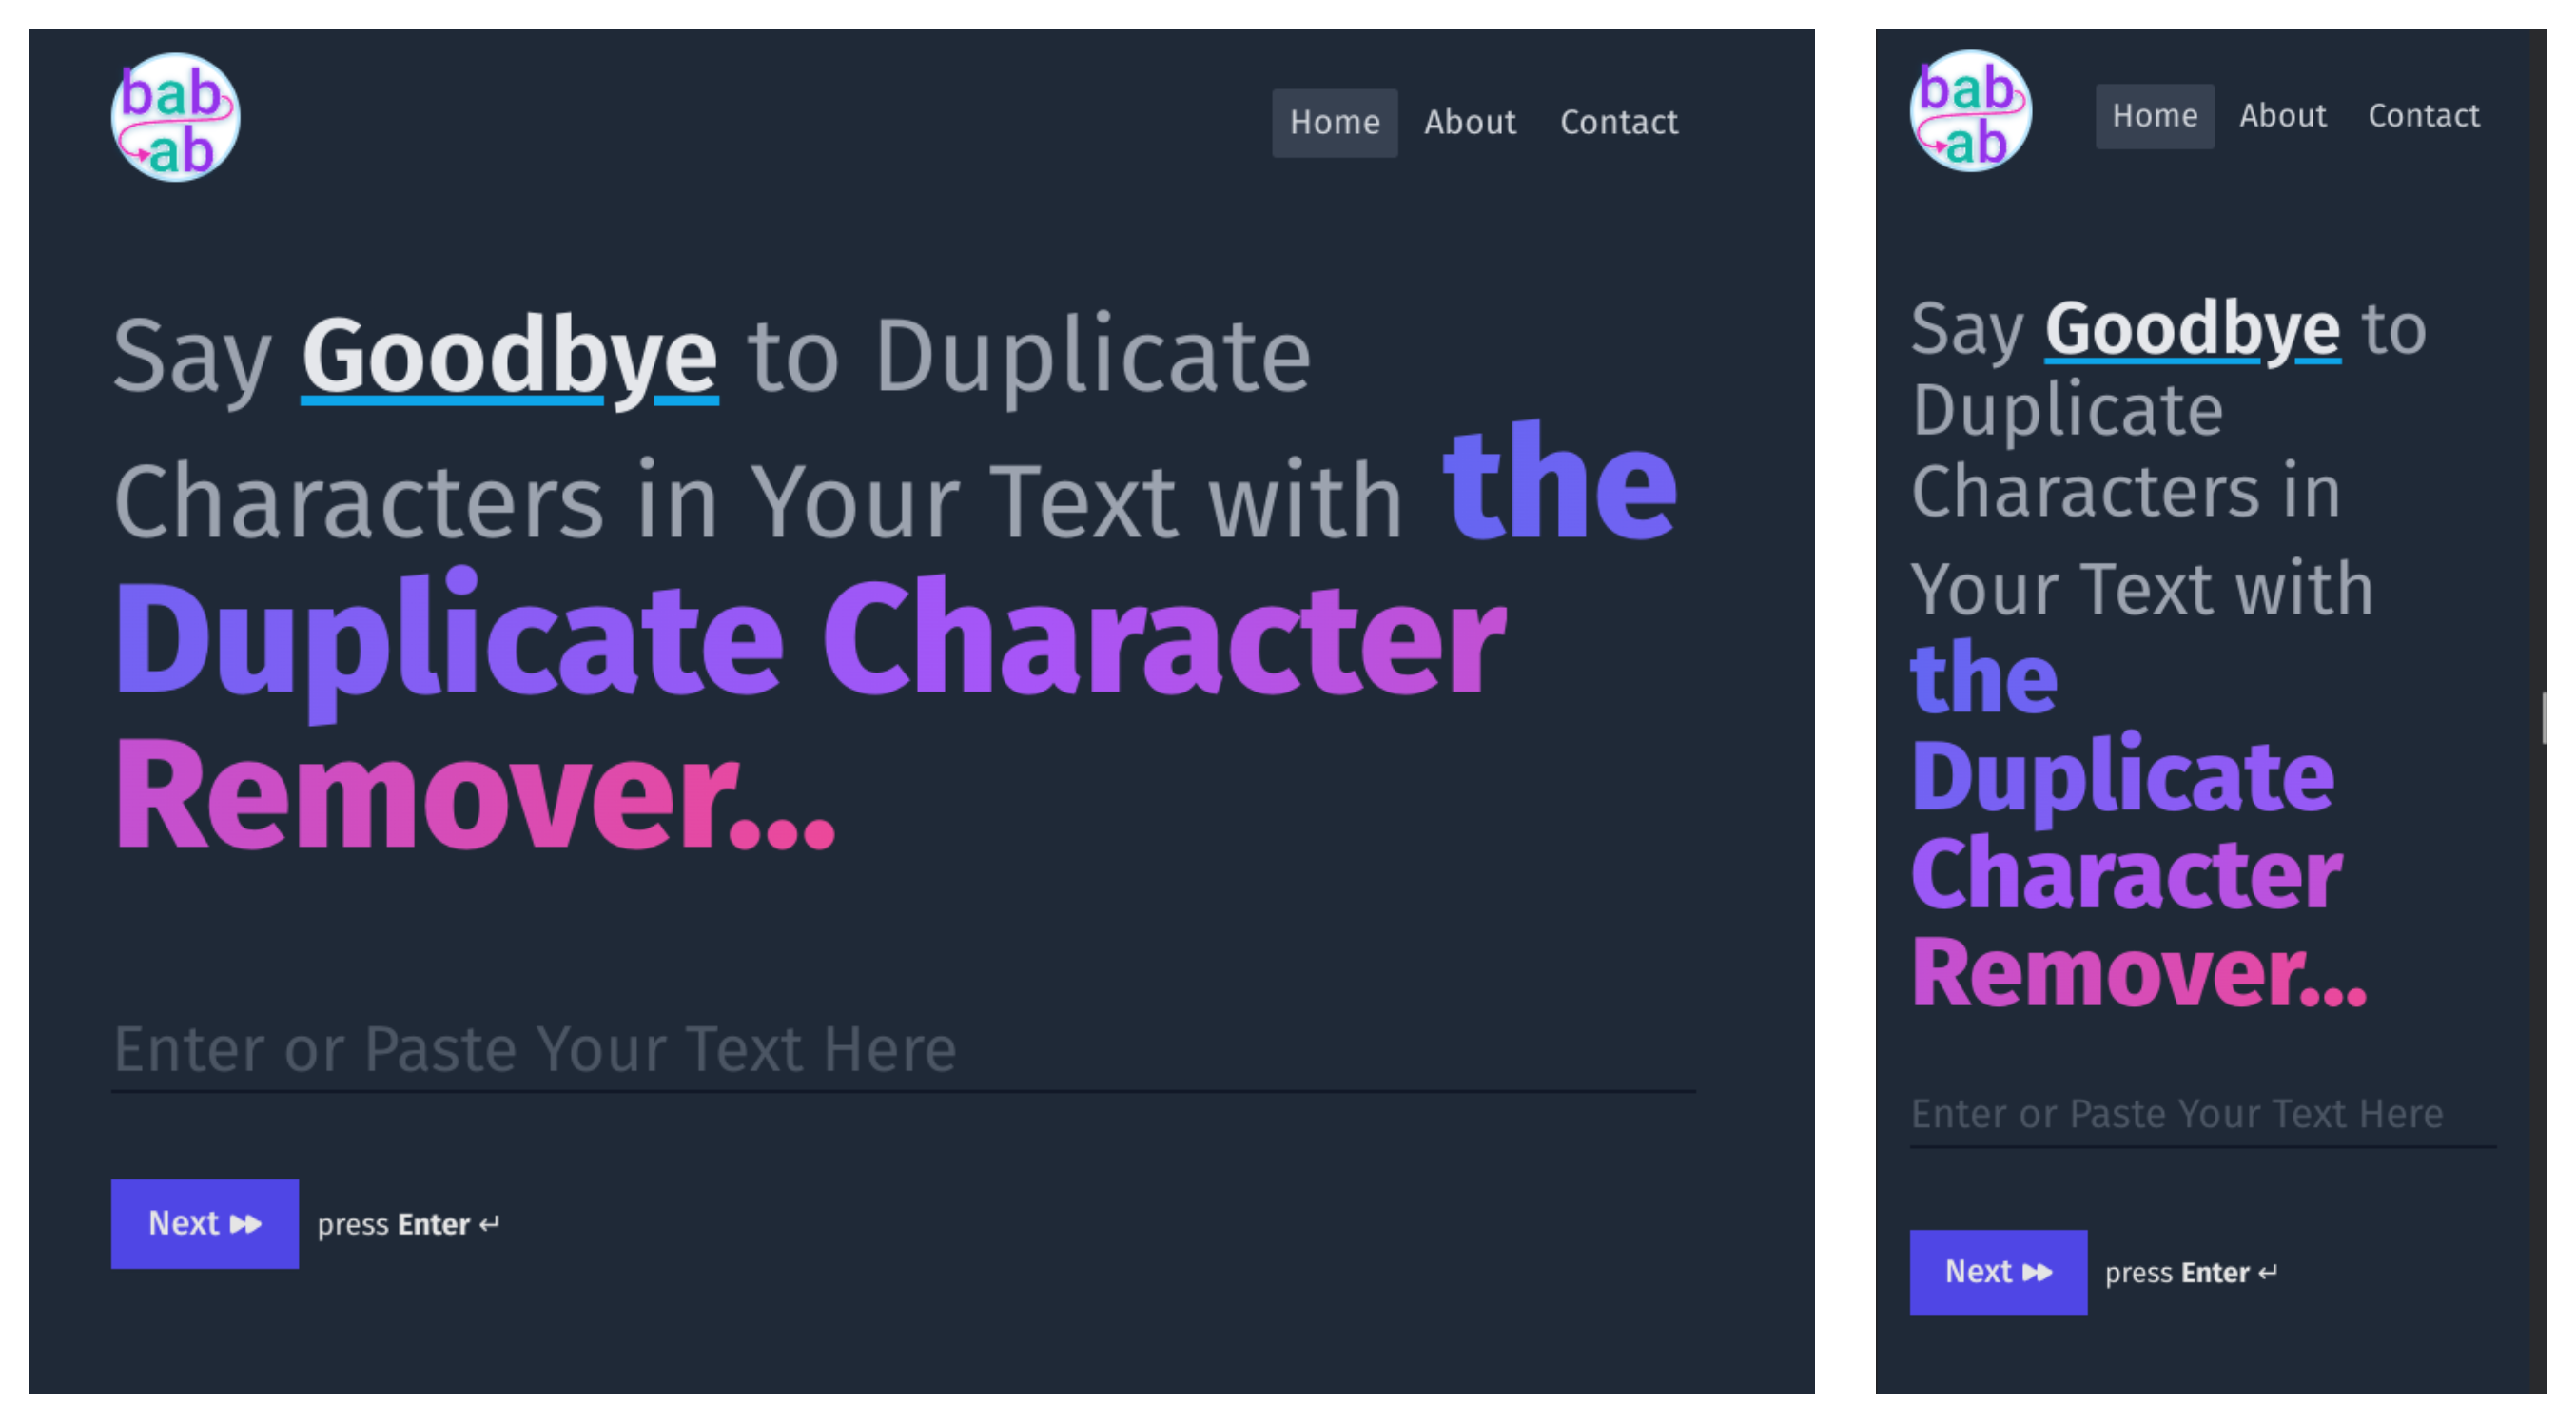 bab
ab
Home About Contact
Say Goodbye to Duplicate
Characters in Your Text with the
Duplicate Character
Remover...
Enter or Paste Your Text Here
Next press Enter ↵
bab
ab
Home About Contact
Say Goodbye to
Duplicate
Characters in
Your Text with
the
Duplicate
Character
Remover...
Enter or Paste Your Text Here
Next press Enter ↵